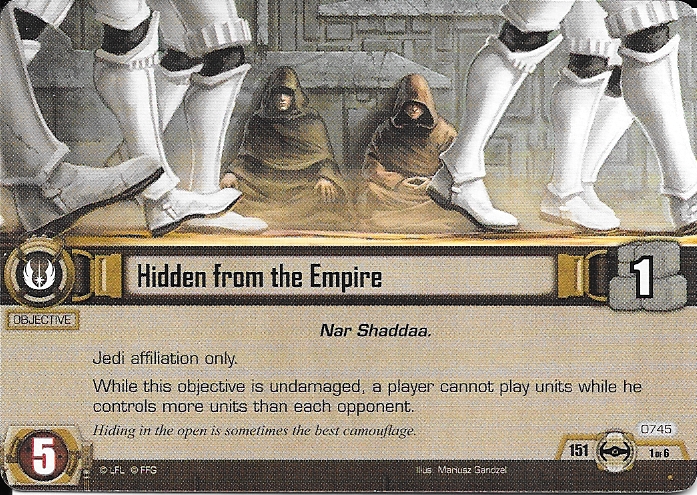 Hidden from the Empire
1
OBJECTIVE
Nar Shaddaa.
Jedi affiliation only.
While this objective is undamaged, a player cannot play units while he
controls more units than each opponent.
Hiding in the open is sometimes the best camouflage.
0745
5
© LFL © FFG
Illus. Mariusz Gandzel
151
1 OF 6